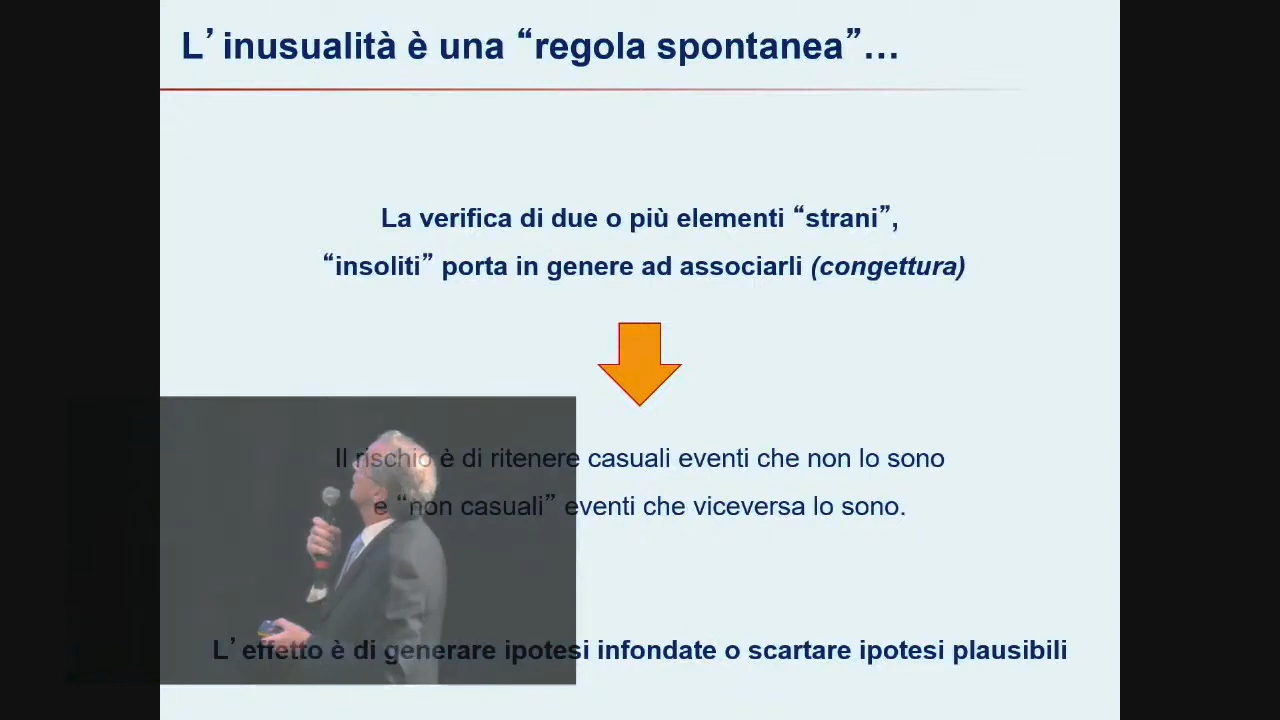 L’inusualità è una “regola spontanea”…
La verifica di due o più elementi “strani”,
“insoliti” porta in genere ad associarli (congettura)
Il rischio è di ritenere casuali eventi che non lo sono
e “non casuali” eventi che viceversa lo sono.
L’effetto è di generare ipotesi infondate o scartare ipotesi plausibili